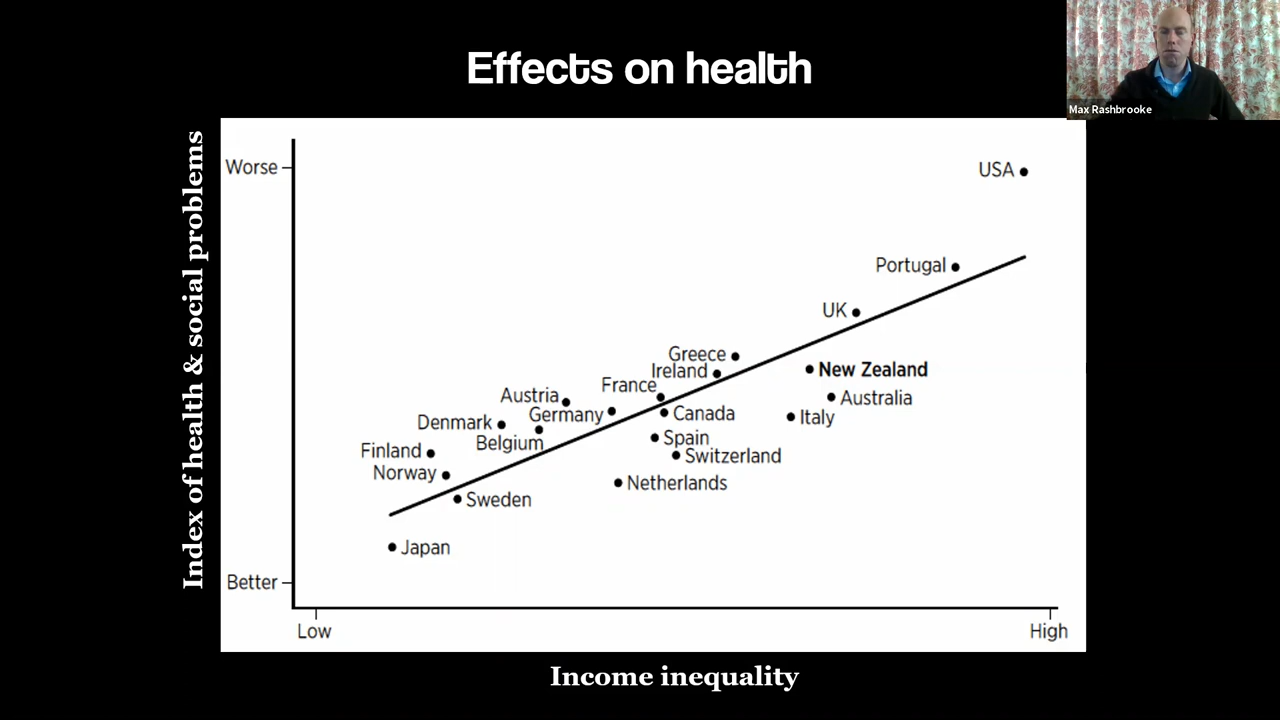 Effects on health
Max Rashbrooke
Index of health & social problems
Worse
Better
USA
Portugal
UK
Greece
Ireland
New Zealand
France
Austria
Australia
Germany
Canada
Italy
Denmark
Belgium
Spain
Finland
Switzerland
Norway
Netherlands
Sweden
Japan
Low
High
Income inequality